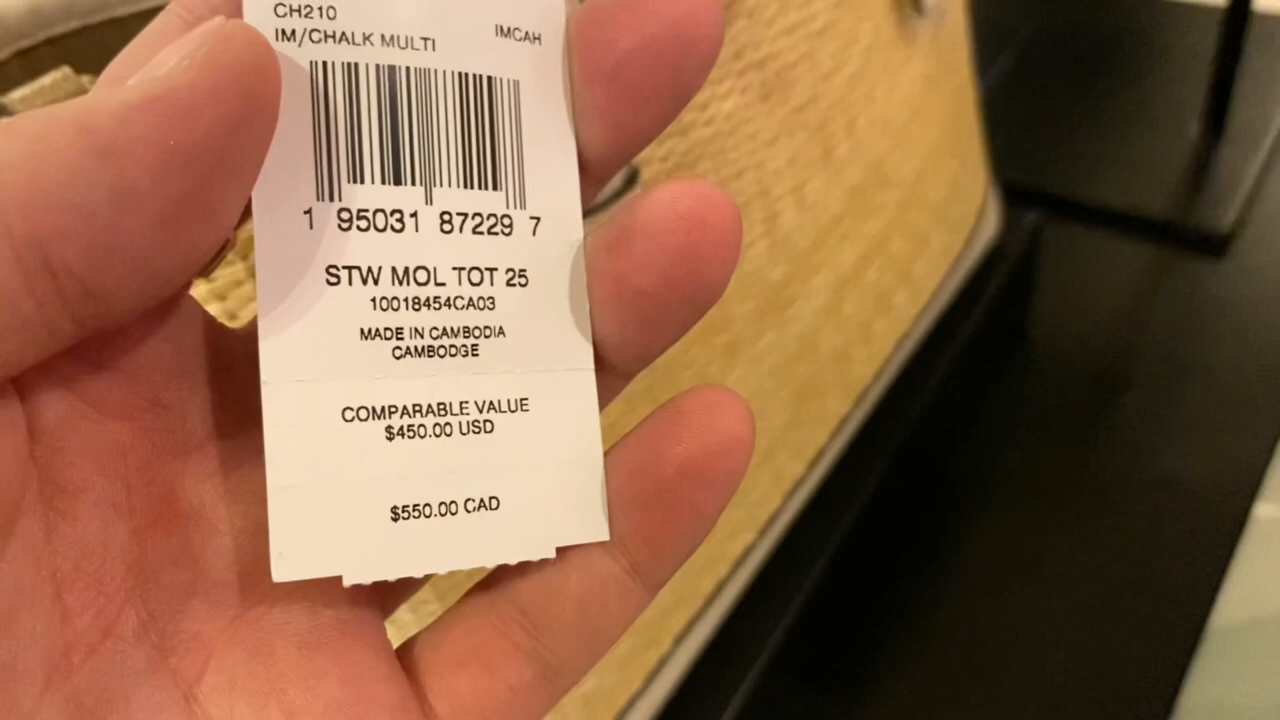 CH210
IM/CHALK MULTI IMCAH
1 95031 87229 7
STW MOL TOT 25
10018454CA03
MADE IN CAMBODIA
CAMBODGE
COMPARABLE VALUE
$450.00 USD
$550.00 CAD